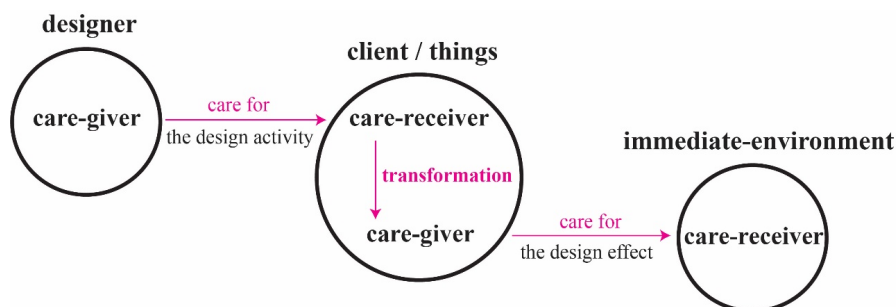 designer
care-giver
care for
the design activity
client / things
care-receiver
transformation
care-giver
care for
the design effect
immediate-environment
care-receiver